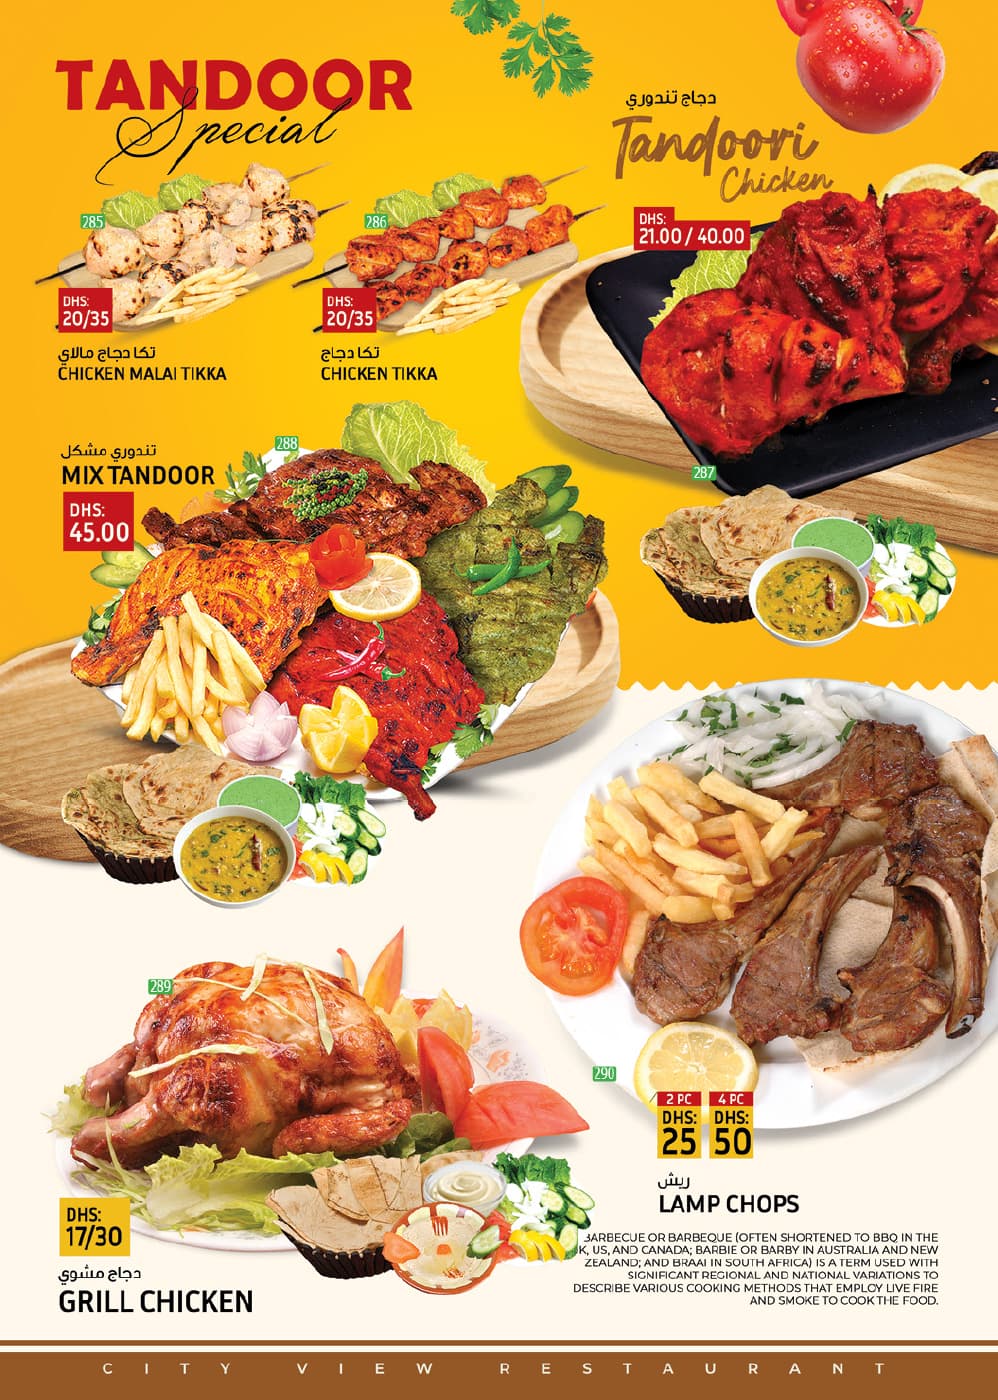 TANDOOR
Special
دجاج تندوري
Tandoori
Chicken
DHS:
21.00 / 40.00
285
DHS:
20/35
تكا دجاج مالاي
CHICKEN MALAI TIKKA
286
DHS:
20/35
تكا دجاج
CHICKEN TIKKA
287
تندوري مشكل
MIX TANDOOR
288
DHS:
45.00
289
DHS:
17/30
دجاج مشوي
GRILL CHICKEN
290
2 PC
DHS:
25
4 PC
DHS:
50
ريش
LAMP CHOPS
BARBECUE OR BARBEQUE (OFTEN SHORTENED TO BBQ IN THE
K, US, AND CANADA; BARBIE OR BARBY IN AUSTRALIA AND NEW
ZEALAND; AND BRAAI IN SOUTH AFRICA) IS A TERM USED WITH
SIGNIFICANT REGIONAL AND NATIONAL VARIATIONS TO
DESCRIBE VARIOUS COOKING METHODS THAT EMPLOY LIVE FIRE
AND SMOKE TO COOK THE FOOD.
CITY VIEW RESTAURANT